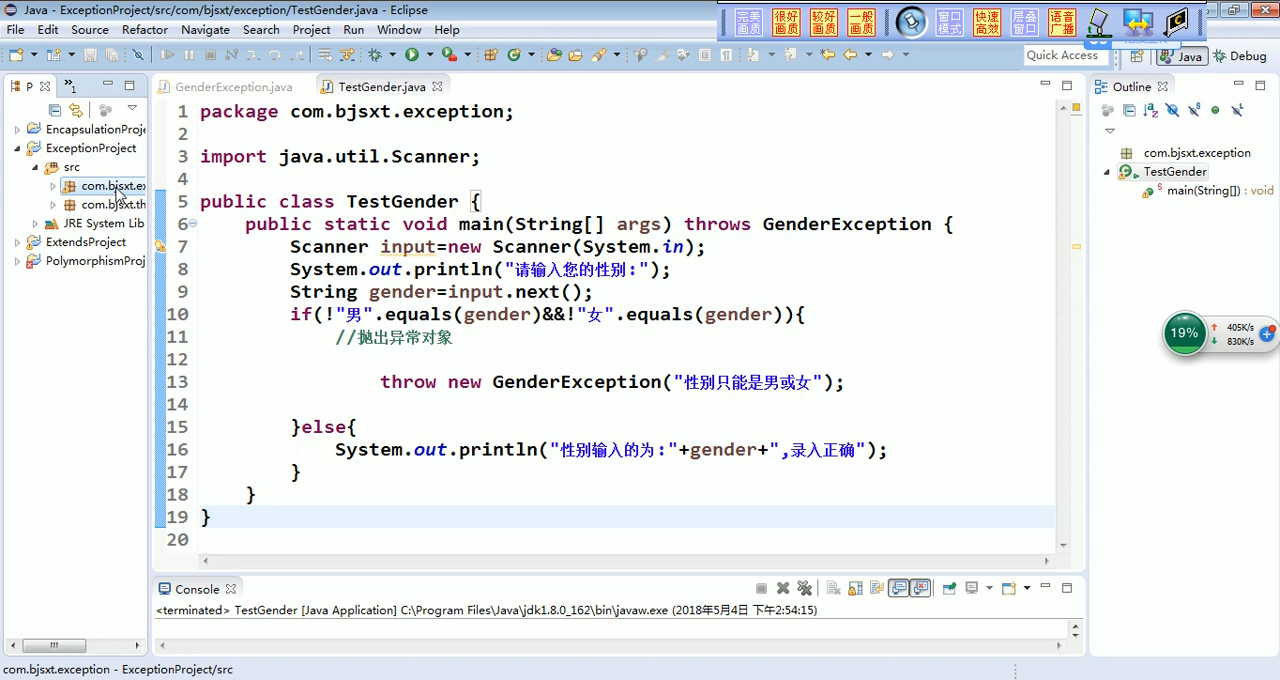 Java - ExceptionProject/src/com/bjsxt/exception/TestGender.java - Eclipse
完美画质 很好画质 较好画质 一般画质 窗口模式 快速高效 层叠窗口 语音广播
File Edit Source Refactor Navigate Search Project Run Window Help
Quick Access Java Debug
P GenderException.java TestGender.java Outline
EncapsulationProje
ExceptionProject
src
com.bjsxt.ex
com.bjsxt.th
JRE System Lib
ExtendsProject
PolymorphismProj
1 package com.bjsxt.exception;
2
3 import java.util.Scanner;
4
5 public class TestGender {
6 public static void main(String[] args) throws GenderException {
7 Scanner input=new Scanner(System.in);
8 System.out.println("请输入您的性别:");
9 String gender=input.next();
10 if(!"男".equals(gender)&&!"女".equals(gender)){
11 //抛出异常对象
12
13 throw new GenderException("性别只能是男或女");
14
15 }else{
16 System.out.println("性别输入的为:"+gender+",录入正确");
17 }
18 }
19 }
20
com.bjsxt.exception
TestGender
main(String[]) : void
19% 405K/s
830K/s
Console
<terminated> TestGender [Java Application] C:\Program Files\Java\jdk1.8.0_162\bin\javaw.exe (2018年5月4日 下午2:54:15)
com.bjsxt.exception - ExceptionProject/src